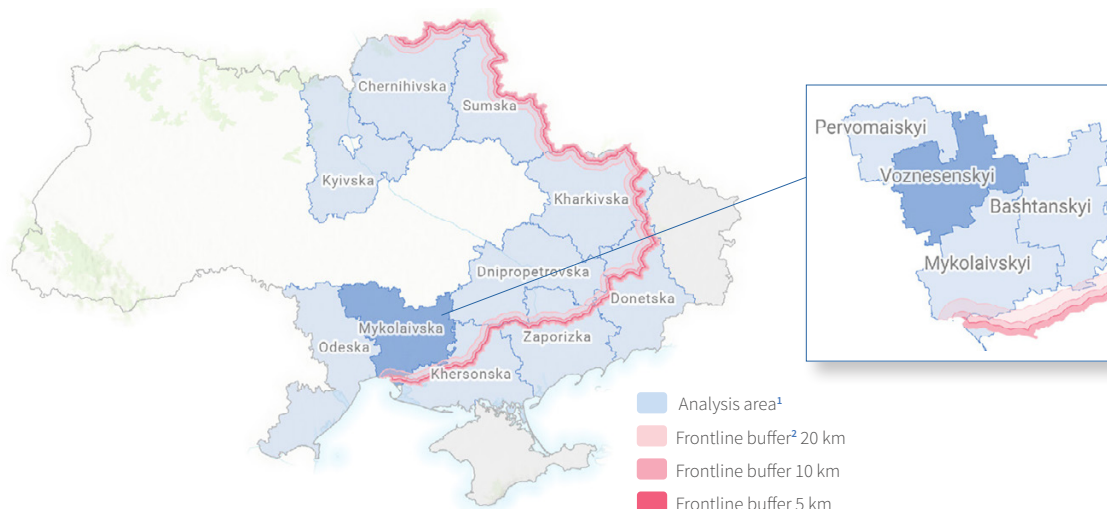 Chernihivska
Sumska
Kyivska
Kharkivska
Dnipropetrovska
Donetska
Mykolaivska
Zaporizka
Odeska
Khersonska
Pervomaiskyi
Voznesenskyi
Bashtanskyi
Mykolaivskyi
Analysis area¹
Frontline buffer² 20 km
Frontline buffer 10 km
Frontline buffer 5 km